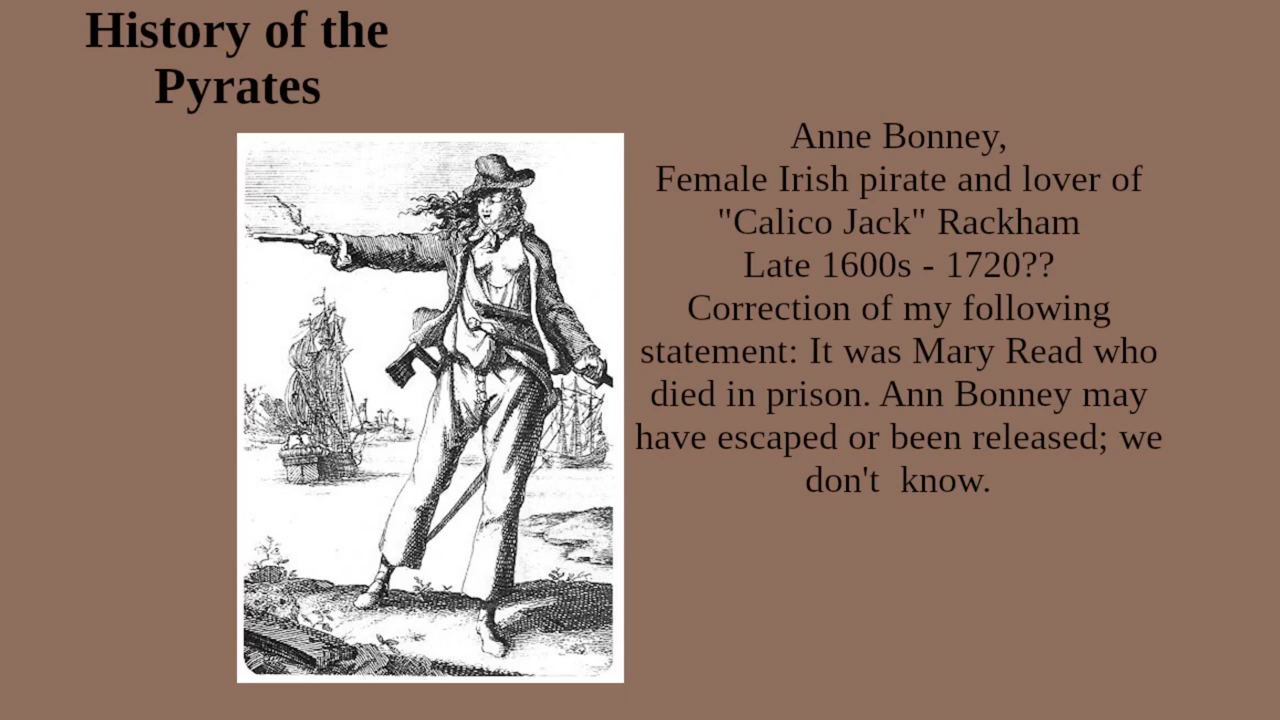 History of the
Pyrates
Anne Bonney,
Female Irish pirate and lover of
"Calico Jack" Rackham
Late 1600s - 1720??
Correction of my following
statement: It was Mary Read who
died in prison. Ann Bonney may
have escaped or been released; we
don't  know.